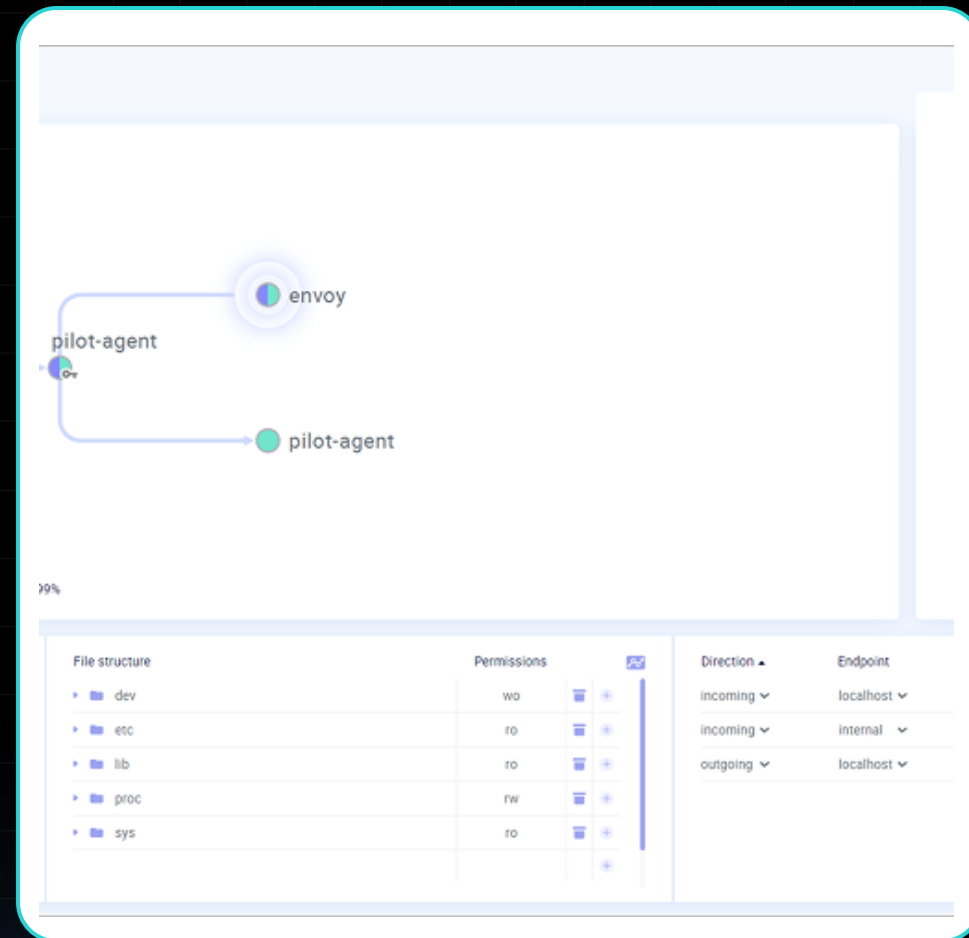 envoy
pilot-agent
pilot-agent
99%
File structure Permissions
dev wo
etc ro
lib ro
proc rw
sys ro
Direction Endpoint
incoming localhost
incoming internal
outgoing localhost